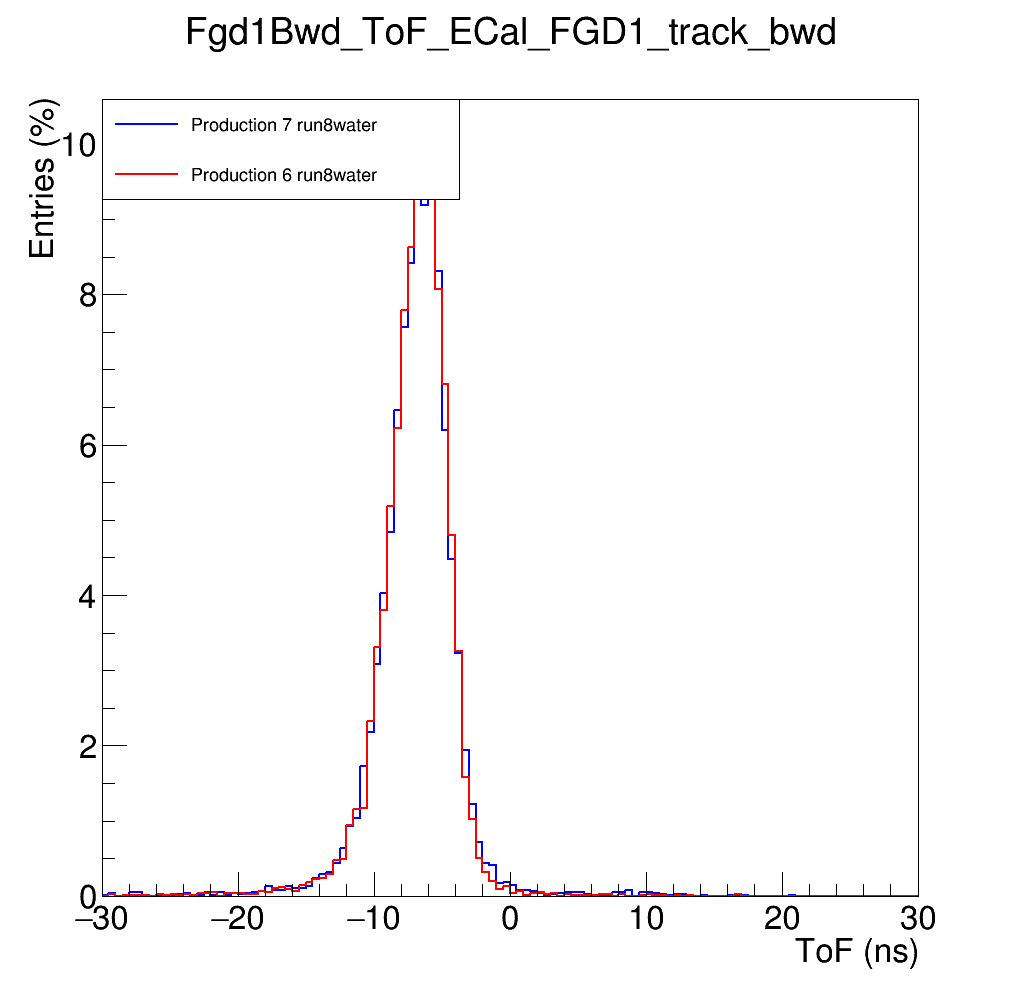 Fgd1Bwd_ToF_ECal_FGD1_track_bwd
Entries (%)
Production 7 run8water
Production 6 run8water
10
8
6
4
2
0
−30 −20 −10 0 10 20 30
ToF (ns)